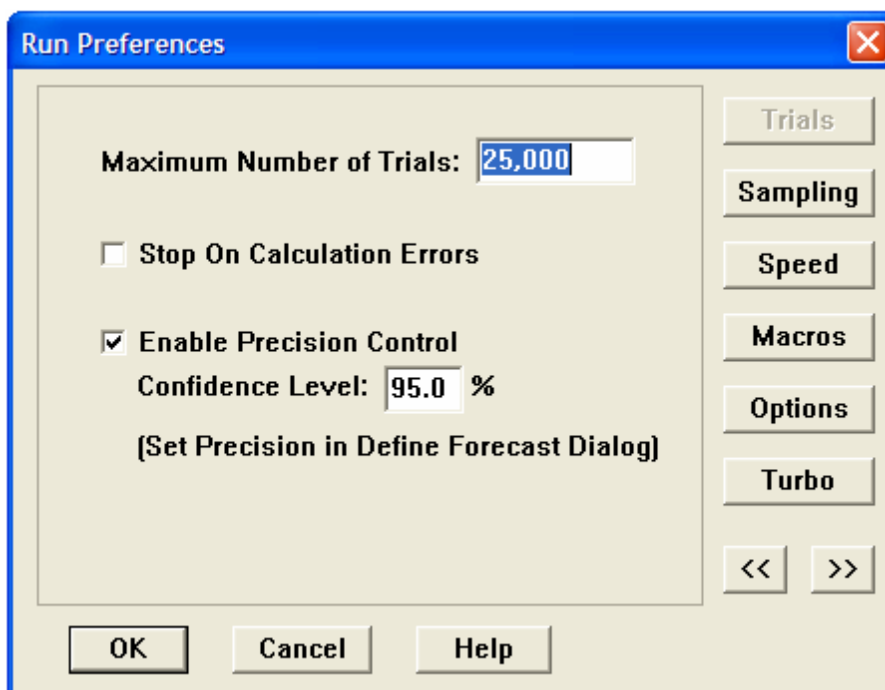 Run Preferences
Maximum Number of Trials: 25,000
Stop On Calculation Errors
Enable Precision Control
Confidence Level: 95.0 %
(Set Precision in Define Forecast Dialog)
Trials
Sampling
Speed
Macros
Options
Turbo
<< >>
OK Cancel Help